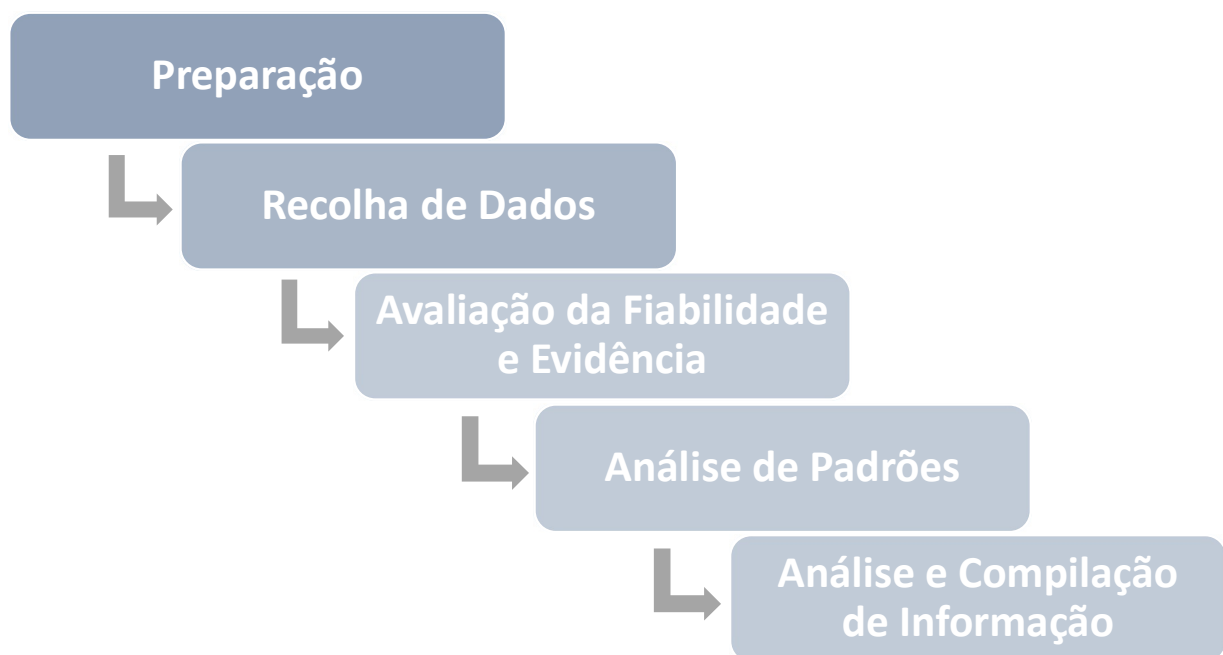 Preparação
Recolha de Dados
Avaliação da Fiabilidade
e Evidência
Análise de Padrões
Análise e Compilação
de Informação